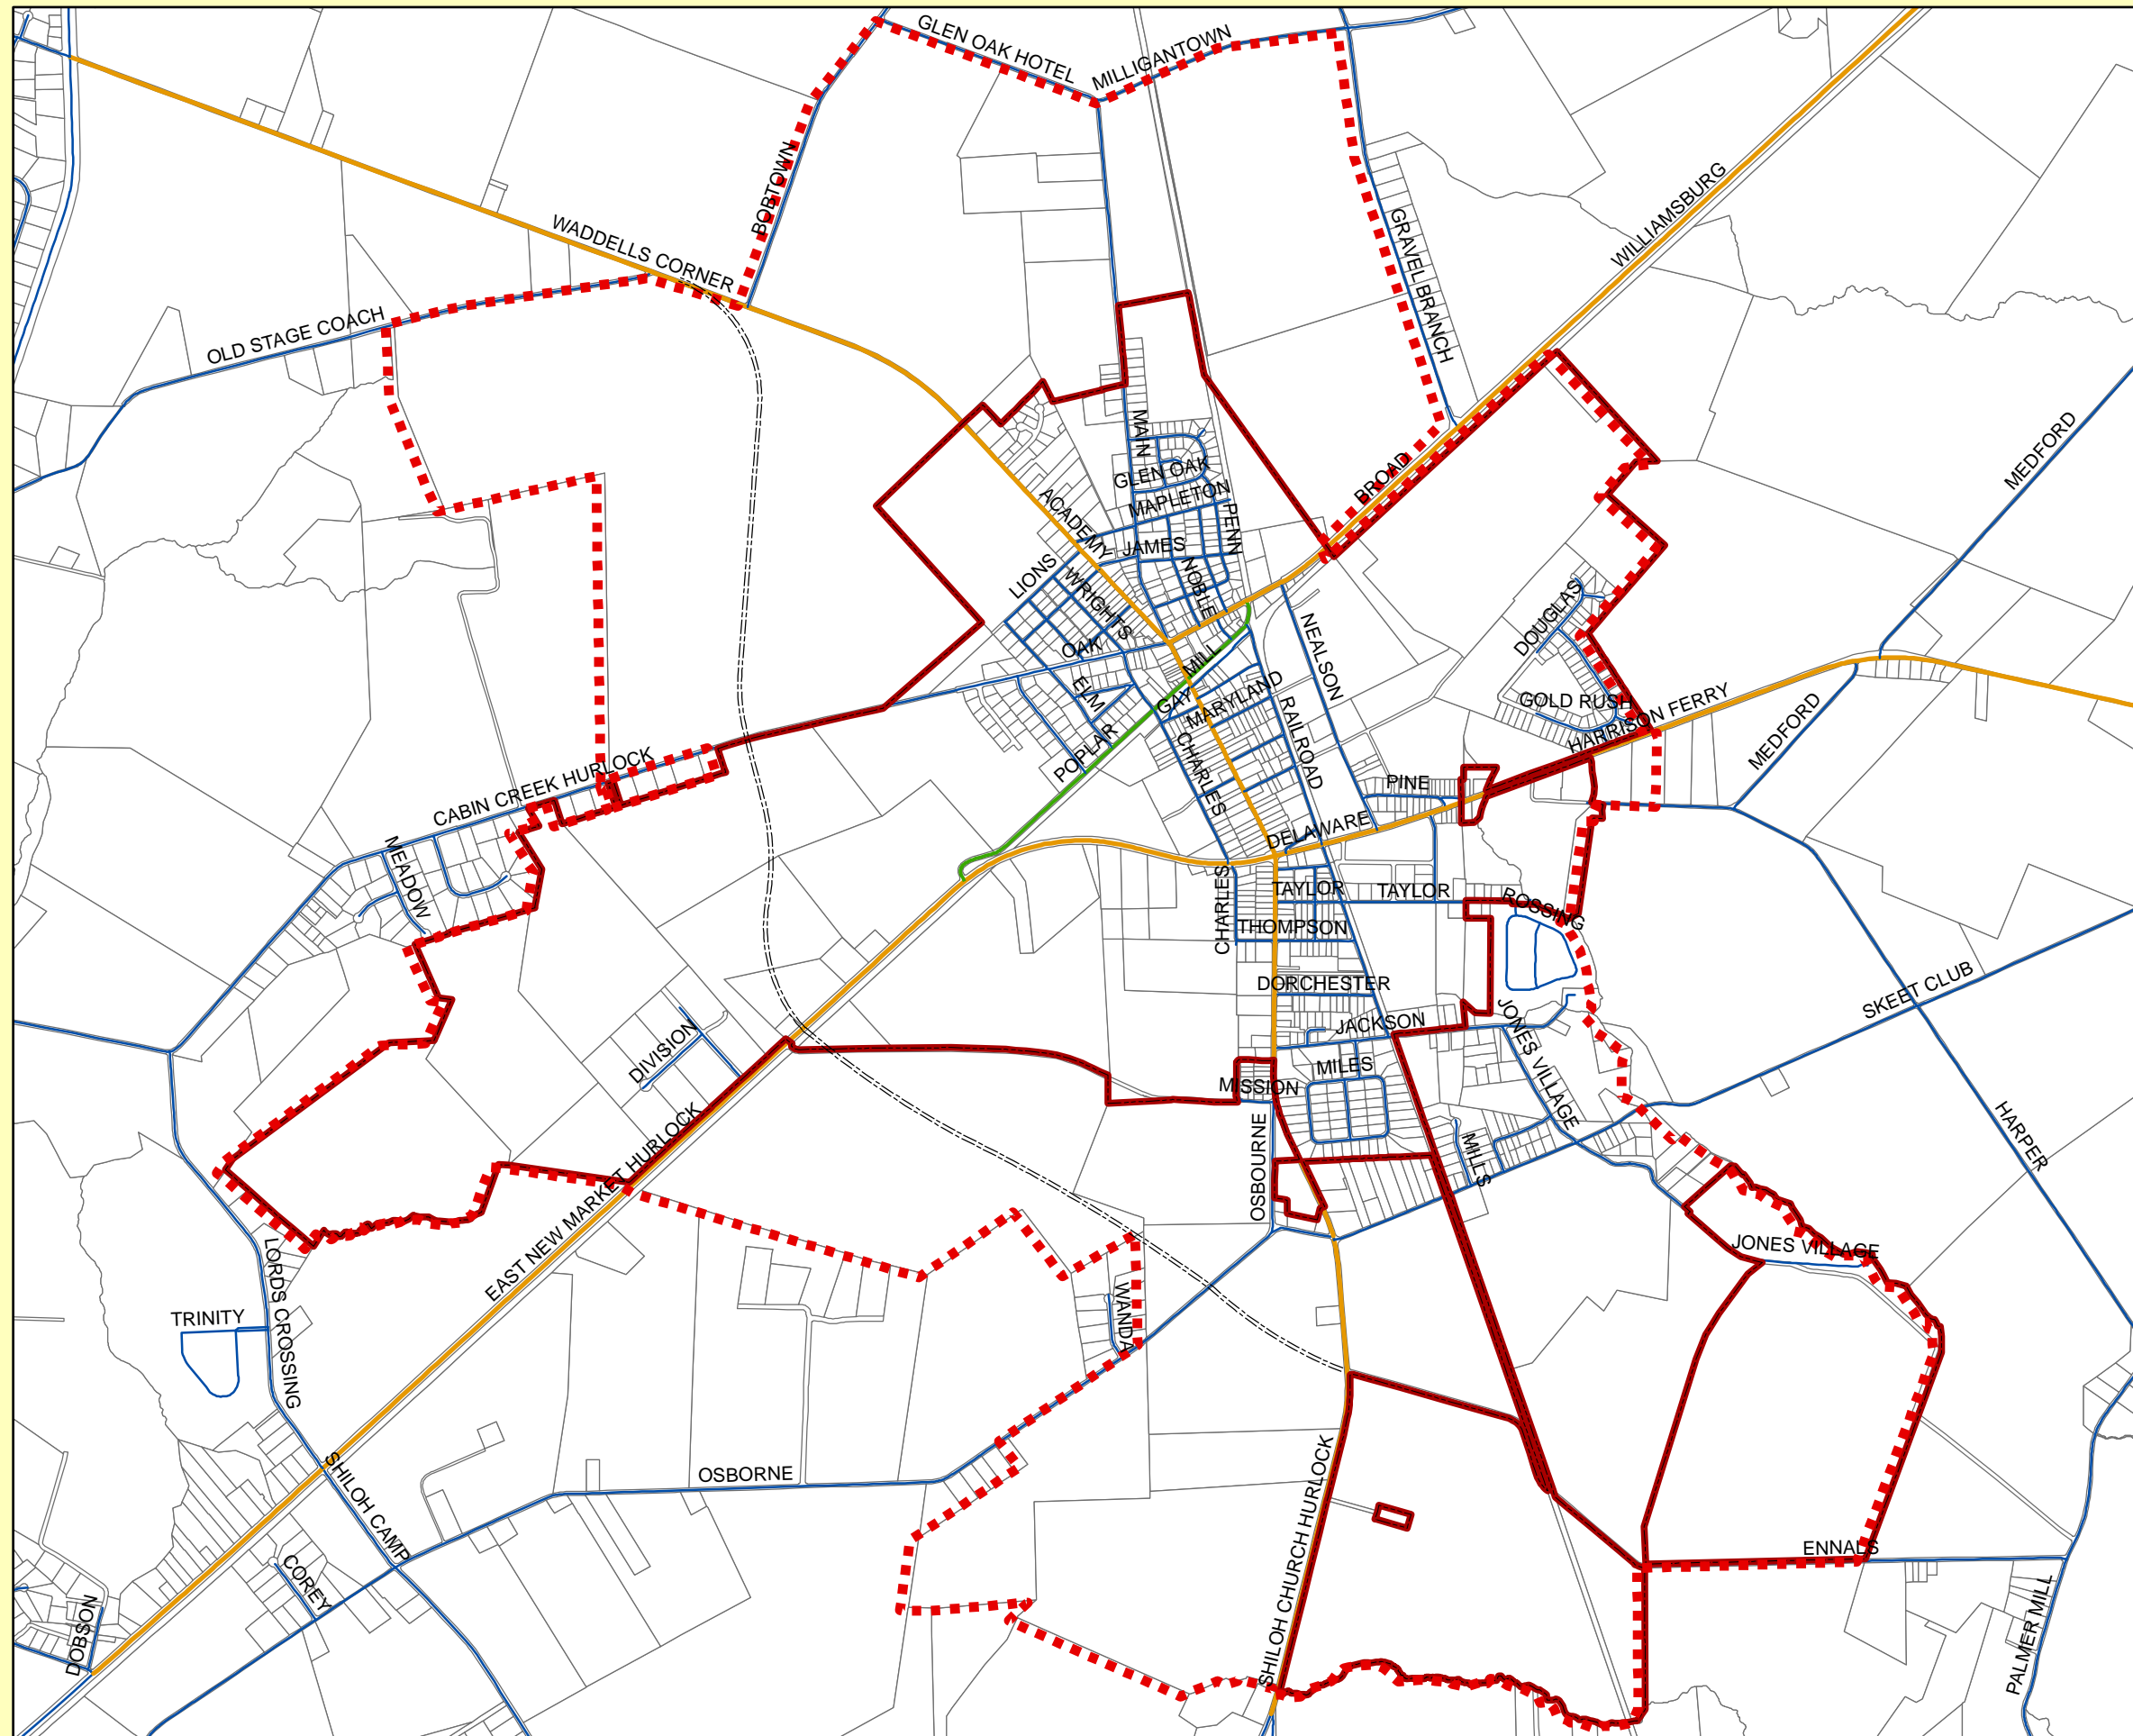 GLEN OAK HOTEL
MILLIGANTOWN
BOBTOWN
WADDELLS CORNER
WILLIAMSBURG
GRAVEL BRANCH
OLD STAGE COACH
MAIN
MEDFORD
GLEN OAK
BROAD
MAPLETON
ACADEMY
PENN
JAMES
LIONS
WRIGHTS
NOBLE
DOUGLAS
NEALSON
OAK
MILL
ELM
GAY
MARYLAND
GOLD RUSH
HARRISON FERRY
RAILROAD
MEDFORD
POPLAR
CHARLES
CABIN CREEK HURLOCK
PINE
DELAWARE
MEADOW
TAYLOR
TAYLOR
ROSSING
CHARLES
THOMPSON
DORCHESTER
SKEET CLUB
JACKSON
JONES VILLAGE
DIVISION
MILES
MISSION
HARPER
OSBOURNE
MILLS
EAST NEW MARKET HURLOCK
JONES VILLAGE
LORDS CROSSING
WANDA
TRINITY
OSBORNE
SHILOH CHURCH HURLOCK
SHILOH CAMP
ENNALS
COREY
DOBSON
PALMER MILL